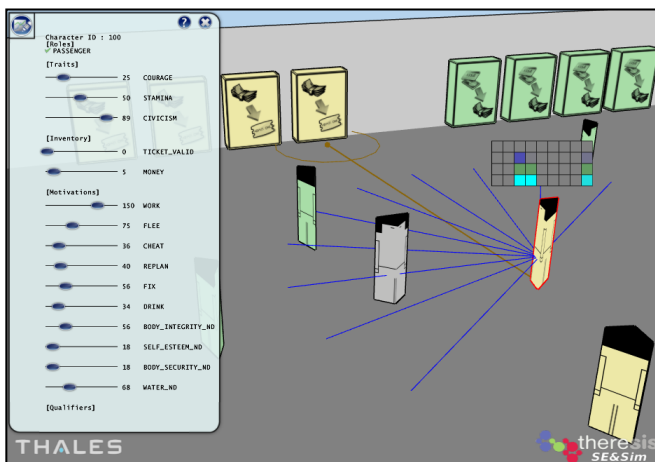 Character ID : 100
[Roles]
PASSENGER
[Traits]
25 COURAGE
50 STAMINA
89 CIVICISM
[Inventory]
0 TICKET_VALID
5 MONEY
[Motivations]
150 WORK
75 FLEE
36 CHEAT
40 REPLAN
56 FIX
34 DRINK
56 BODY_INTEGRITY_ND
18 SELF_ESTEEM_ND
18 BODY_SECURITY_ND
68 WATER_ND
[Qualifiers]
THALES
theresis
SE&Sim